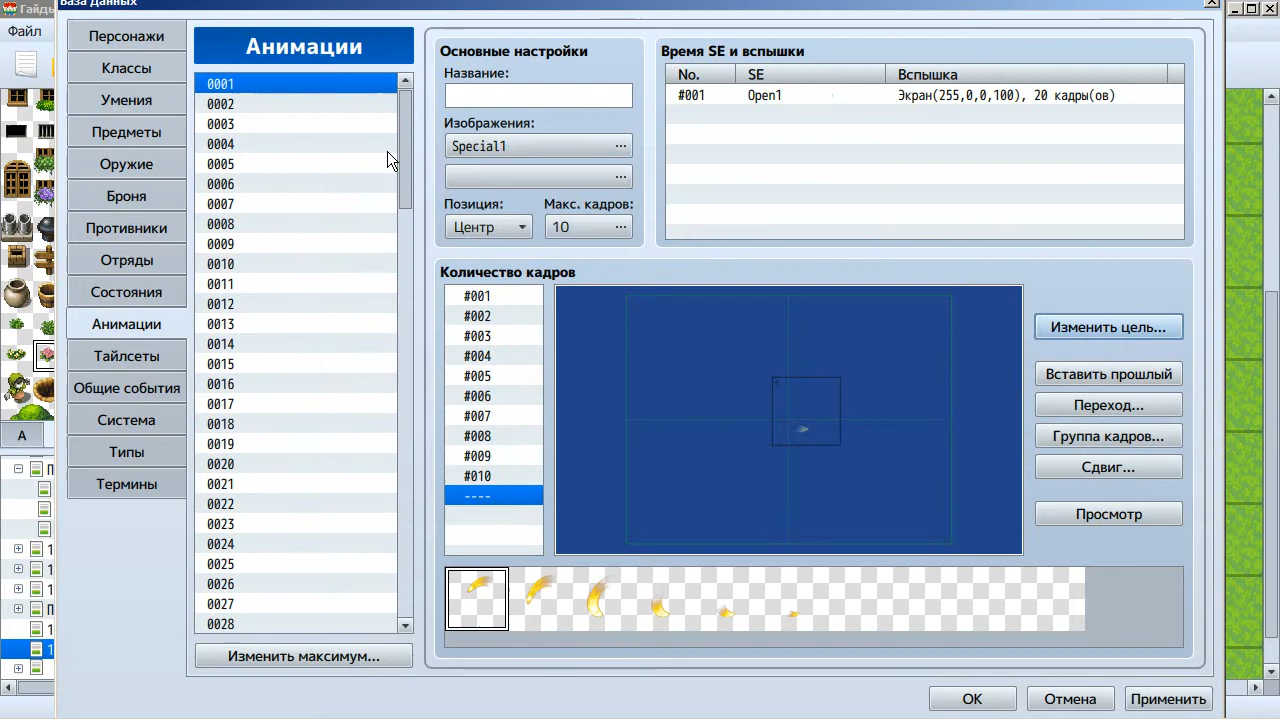 База данных
Гайды
Файл
Персонажи
Классы
Умения
Предметы
Оружие
Броня
Противники
Отряды
Состояния
Анимации
Тайлсеты
Общие события
Система
Типы
Термины
A
Анимации
0001
0002
0003
0004
0005
0006
0007
0008
0009
0010
0011
0012
0013
0014
0015
0016
0017
0018
0019
0020
0021
0022
0023
0024
0025
0026
0027
0028
Изменить максимум...
Основные настройки
Название:
Изображения:
Special1 ...
...
Позиция: Макс. кадров:
Центр 10 ...
Время SE и вспышки
No. SE Вспышка
#001 Open1 Экран(255,0,0,100), 20 кадры(ов)
Количество кадров
#001
#002
#003
#004
#005
#006
#007
#008
#009
#010
----
1
Изменить цель...
Вставить прошлый
Переход...
Группа кадров...
Сдвиг...
Просмотр
OK Отмена Применить